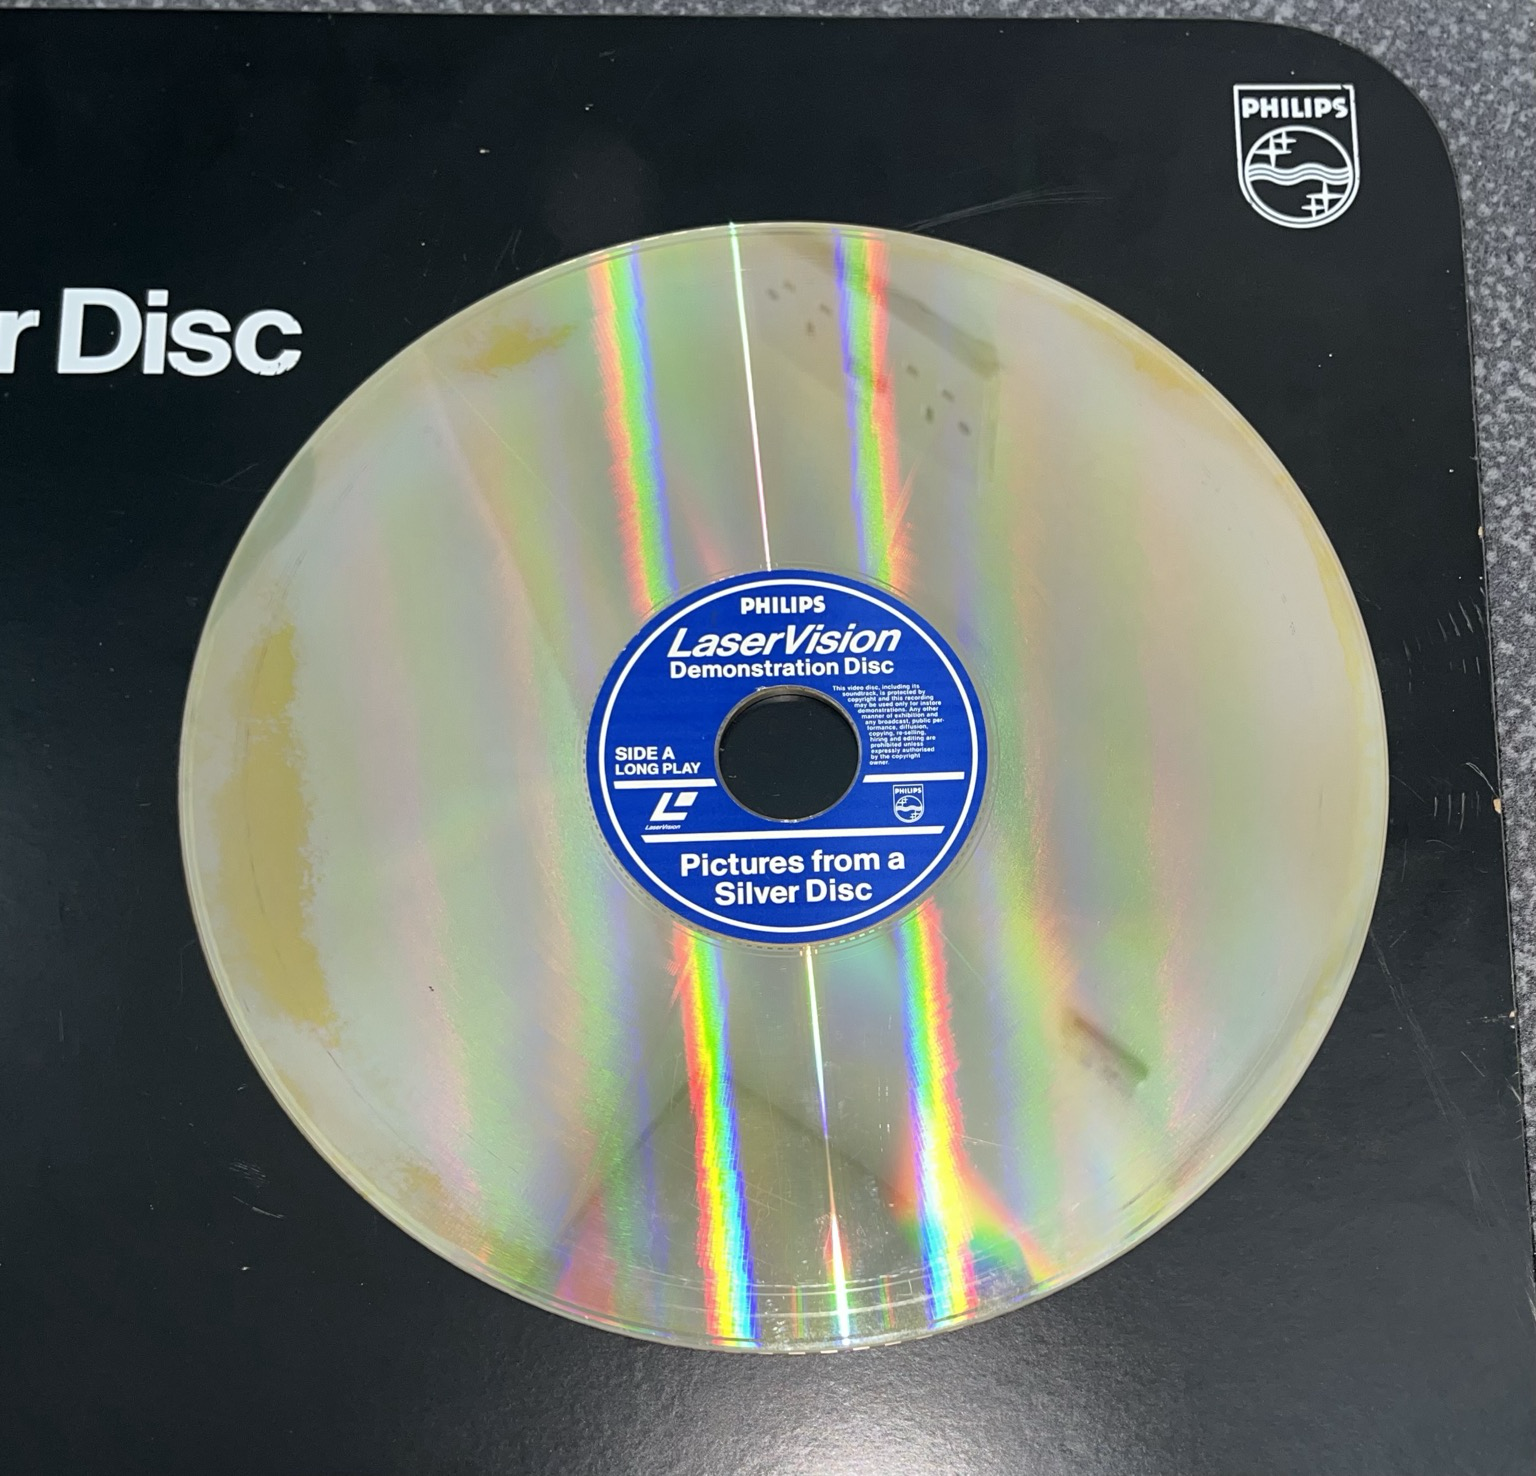 PHILIPS
r Disc
PHILIPS
LaserVision
Demonstration Disc
This video disc, including its
soundtrack, is protected by
copyright and this recording
may be used only for instore
demonstrations. Any other
manner of exhibition and
any broadcast, public per-
formance, diffusion,
copying, re-selling,
hiring and editing are
prohibited unless
expressly authorised
by the copyright
owner.
SIDE A
LONG PLAY
LaserVision
PHILIPS
Pictures from a
Silver Disc